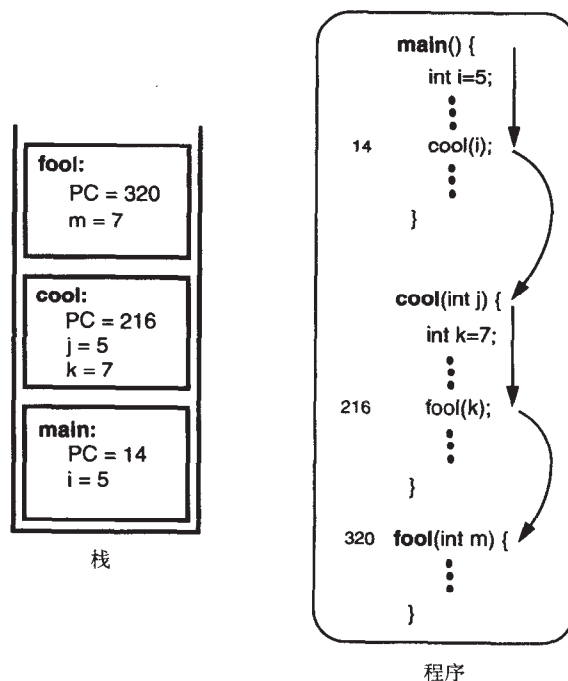 fool:
PC = 320
m = 7
cool:
PC = 216
j = 5
k = 7
main:
PC = 14
i = 5
栈
main() {
int i=5;
14 cool(i);
}
cool(int j) {
int k=7;
216 fool(k);
}
320 fool(int m) {
}
程序